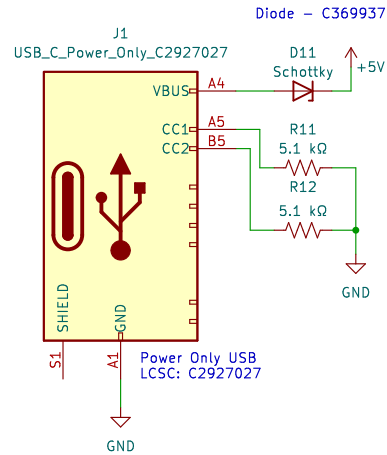 Diode - C369937
J1
USB_C_Power_Only_C2927027
D11
Schottky
+5V
VBUS
A4
CC1
A5
CC2
B5
R11
5.1 kΩ
R12
5.1 kΩ
GND
SHIELD
GND
S1
A1
Power Only USB
LCSC: C2927027
GND